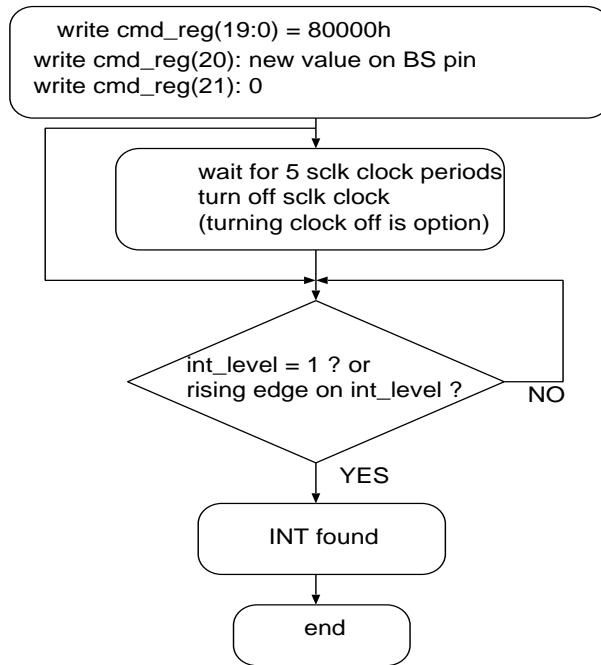 write cmd_reg(19:0) = 80000h
write cmd_reg(20): new value on BS pin
write cmd_reg(21): 0
wait for 5 sclk clock periods
turn off sclk clock
(turning clock off is option)
int_level = 1 ? or
rising edge on int_level ?
NO
YES
INT found
end